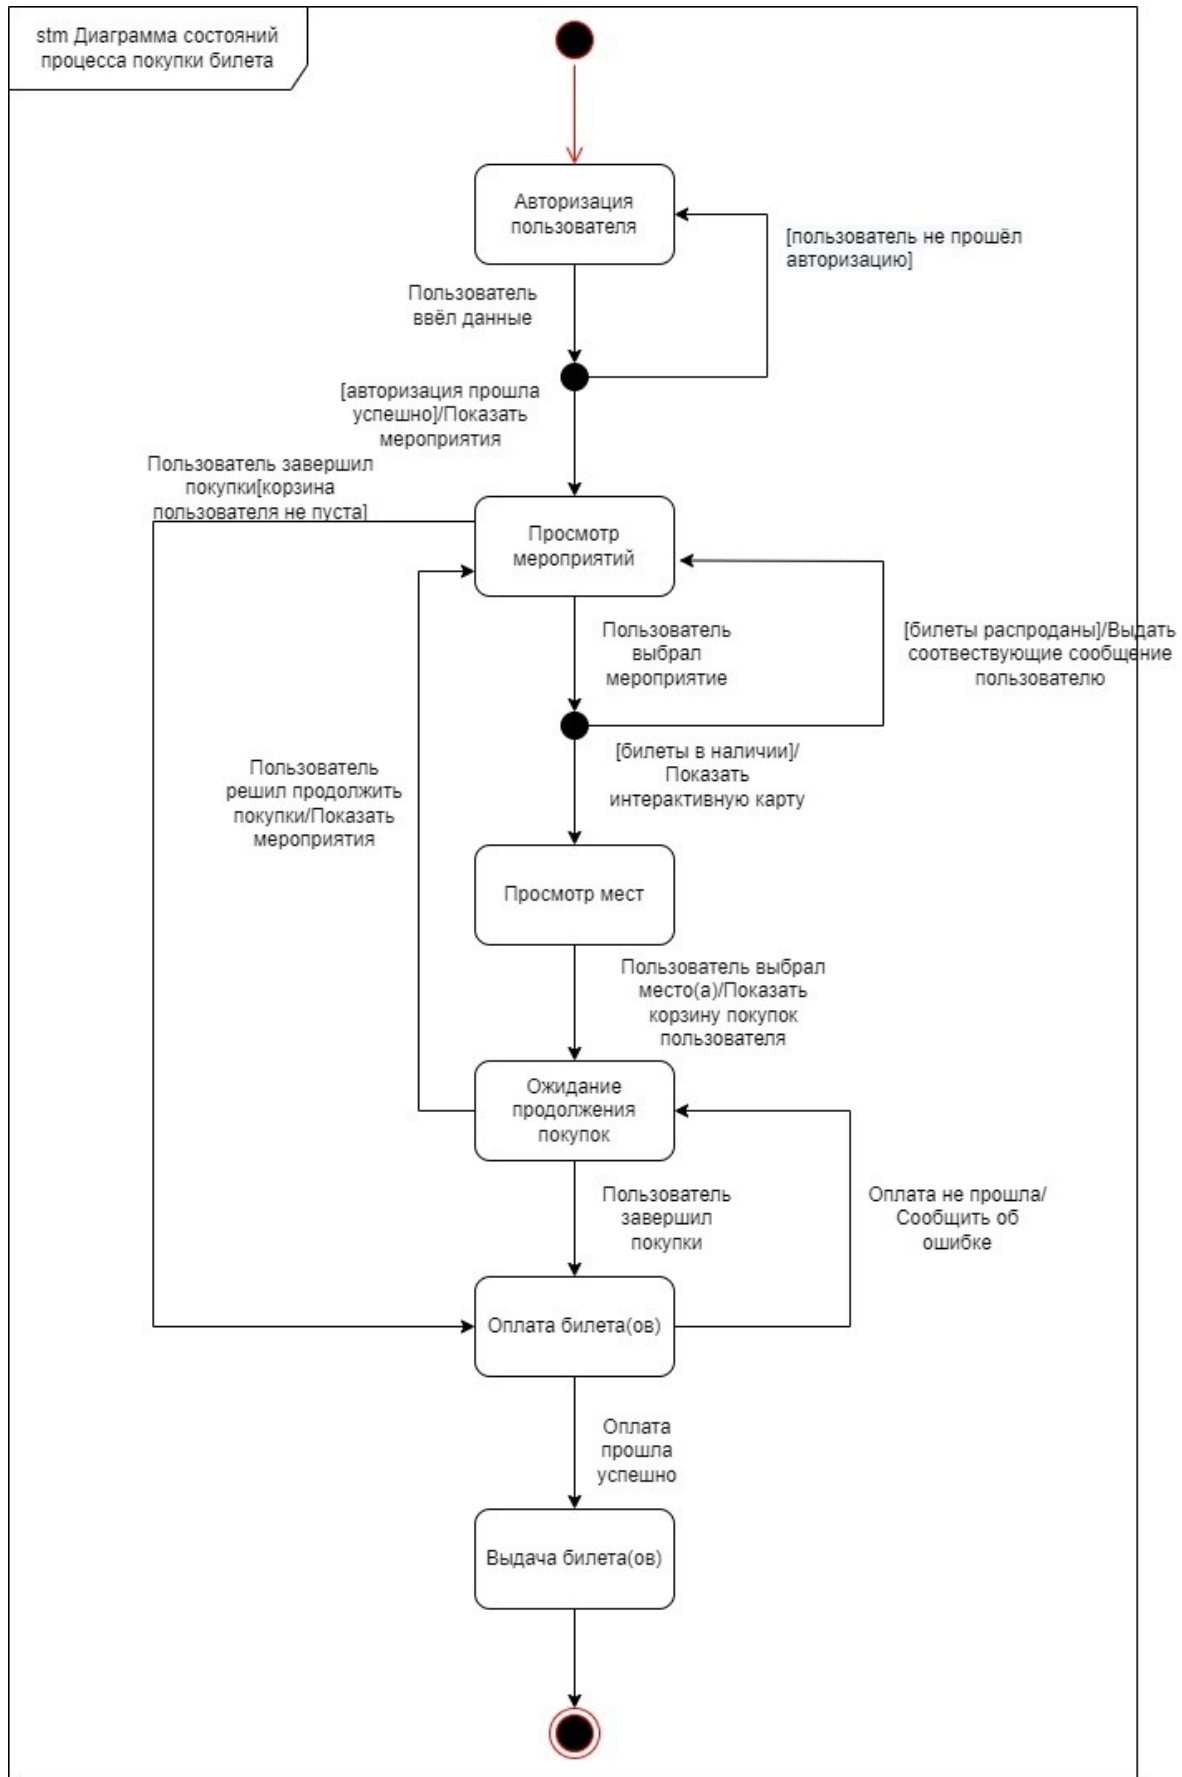 stm Диаграмма состояний
процесса покупки билета
Авторизация
пользователя
[пользователь не прошёл
авторизацию]
Пользователь
ввёл данные
[авторизация прошла
успешно]/Показать
мероприятия
Пользователь завершил
покупки[корзина
пользователя не пуста]
Просмотр
мероприятий
Пользователь
выбрал
мероприятие
[билеты распроданы]/Выдать
соотвествующие сообщение
пользователю
[билеты в наличии]/
Показать
интерактивную карту
Пользователь
решил продолжить
покупки/Показать
мероприятия
Просмотр мест
Пользователь выбрал
место(а)/Показать
корзину покупок
пользователя
Ожидание
продолжения
покупок
Пользователь
завершил
покупки
Оплата не прошла/
Сообщить об
ошибке
Оплата билета(ов)
Оплата
прошла
успешно
Выдача билета(ов)